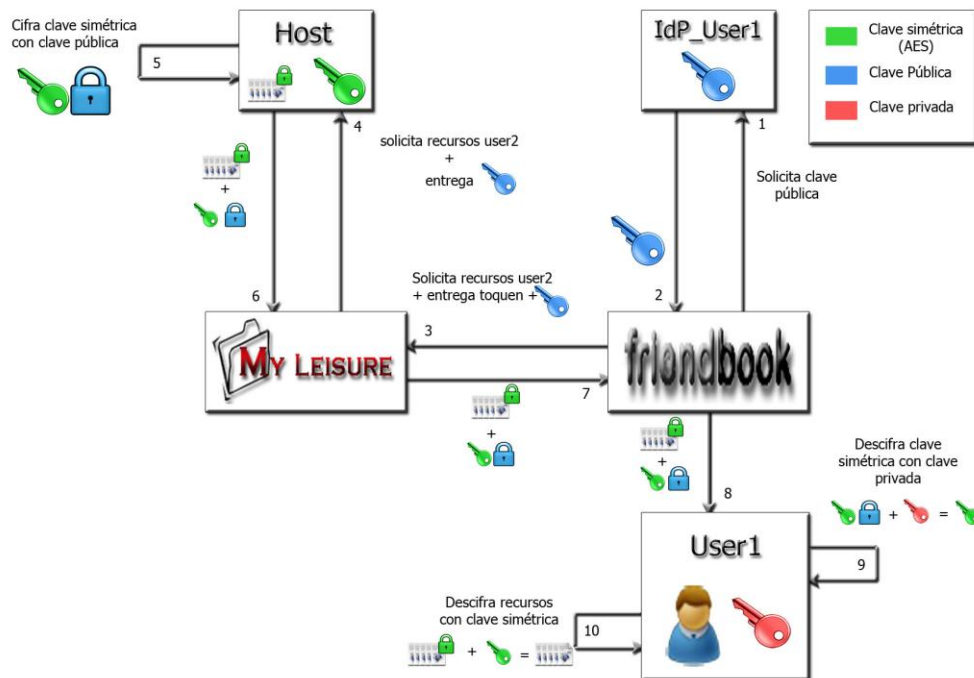 Cifra clave simétrica
con clave pública
5
Host
4
IdP_User1
1
Clave simétrica
(AES)
Clave Pública
Clave privada
solicita recursos user2
+
entrega
Solicita clave
pública
+
6
Solicita recursos user2
+ entrega toquen +
2
3
MY LEISURE
friendbook
7
+
+
8
Descifra clave
simétrica con clave
privada
+ =
User1
9
Descifra recursos
con clave simétrica
10
+ =